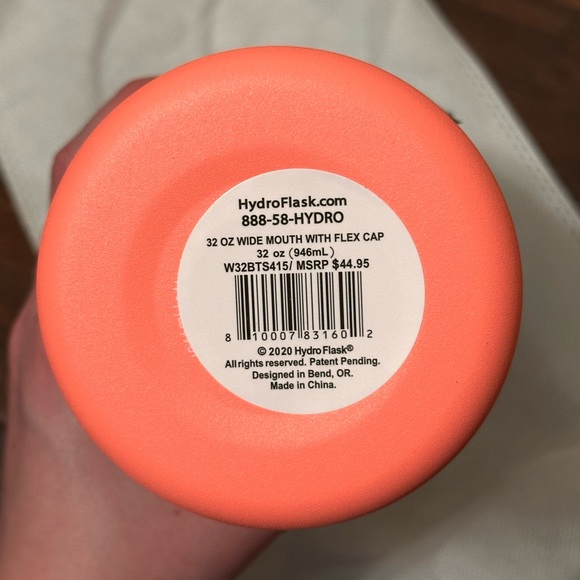 HydroFlask.com
888-58-HYDRO
32 OZ WIDE MOUTH WITH FLEX CAP
32 oz (946mL)
W32BTS415/ MSRP $44.95
8 10007 83160 2
© 2020 HydroFlask®
All rights reserved. Patent Pending.
Designed in Bend, OR.
Made in China.